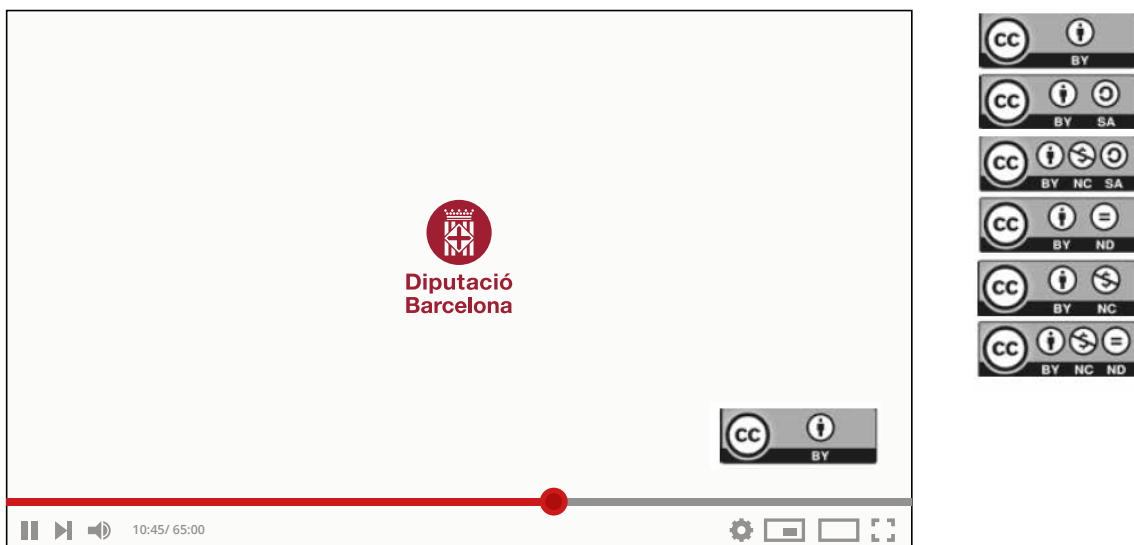 Diputació
Barcelona
CC BY
10:45/ 65:00
CC BY
CC BY SA
CC BY NC SA
CC BY ND
CC BY NC
CC BY NC ND